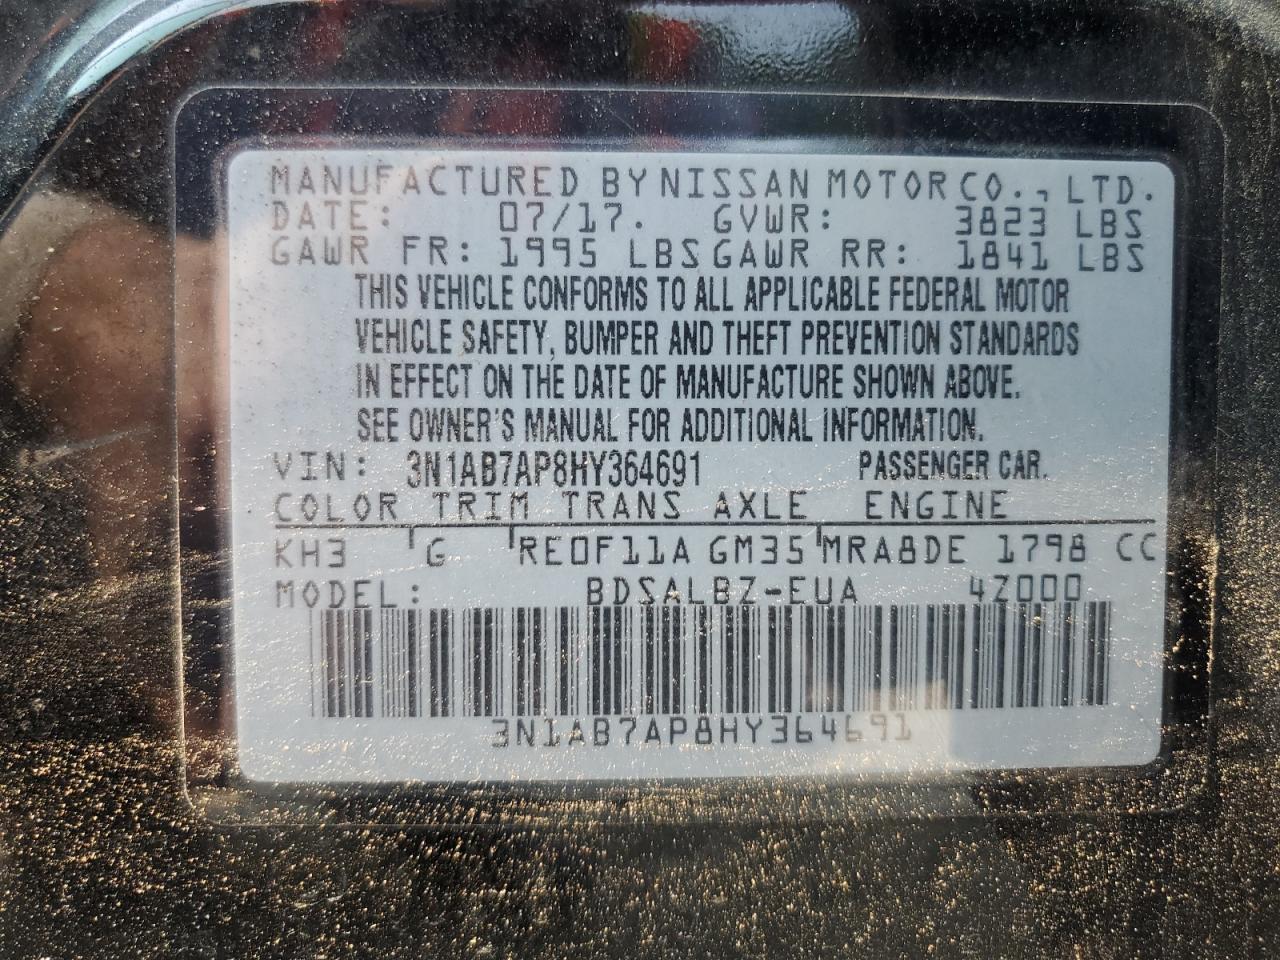 MANUFACTURED BY NISSAN MOTOR CO., LTD.
DATE: 07/17. GVWR: 3823 LBS
GAWR FR: 1995 LBS GAWR RR: 1841 LBS
THIS VEHICLE CONFORMS TO ALL APPLICABLE FEDERAL MOTOR
VEHICLE SAFETY, BUMPER AND THEFT PREVENTION STANDARDS
IN EFFECT ON THE DATE OF MANUFACTURE SHOWN ABOVE.
SEE OWNER'S MANUAL FOR ADDITIONAL INFORMATION.
VIN: 3N1AB7AP8HY364691 PASSENGER CAR.
COLOR TRIM TRANS AXLE ENGINE
KH3 G RE0F11A GM35 MRA8DE 1798 CC
MODEL: BDSALBZ-EUA 4Z000
3N1AB7AP8HY364691